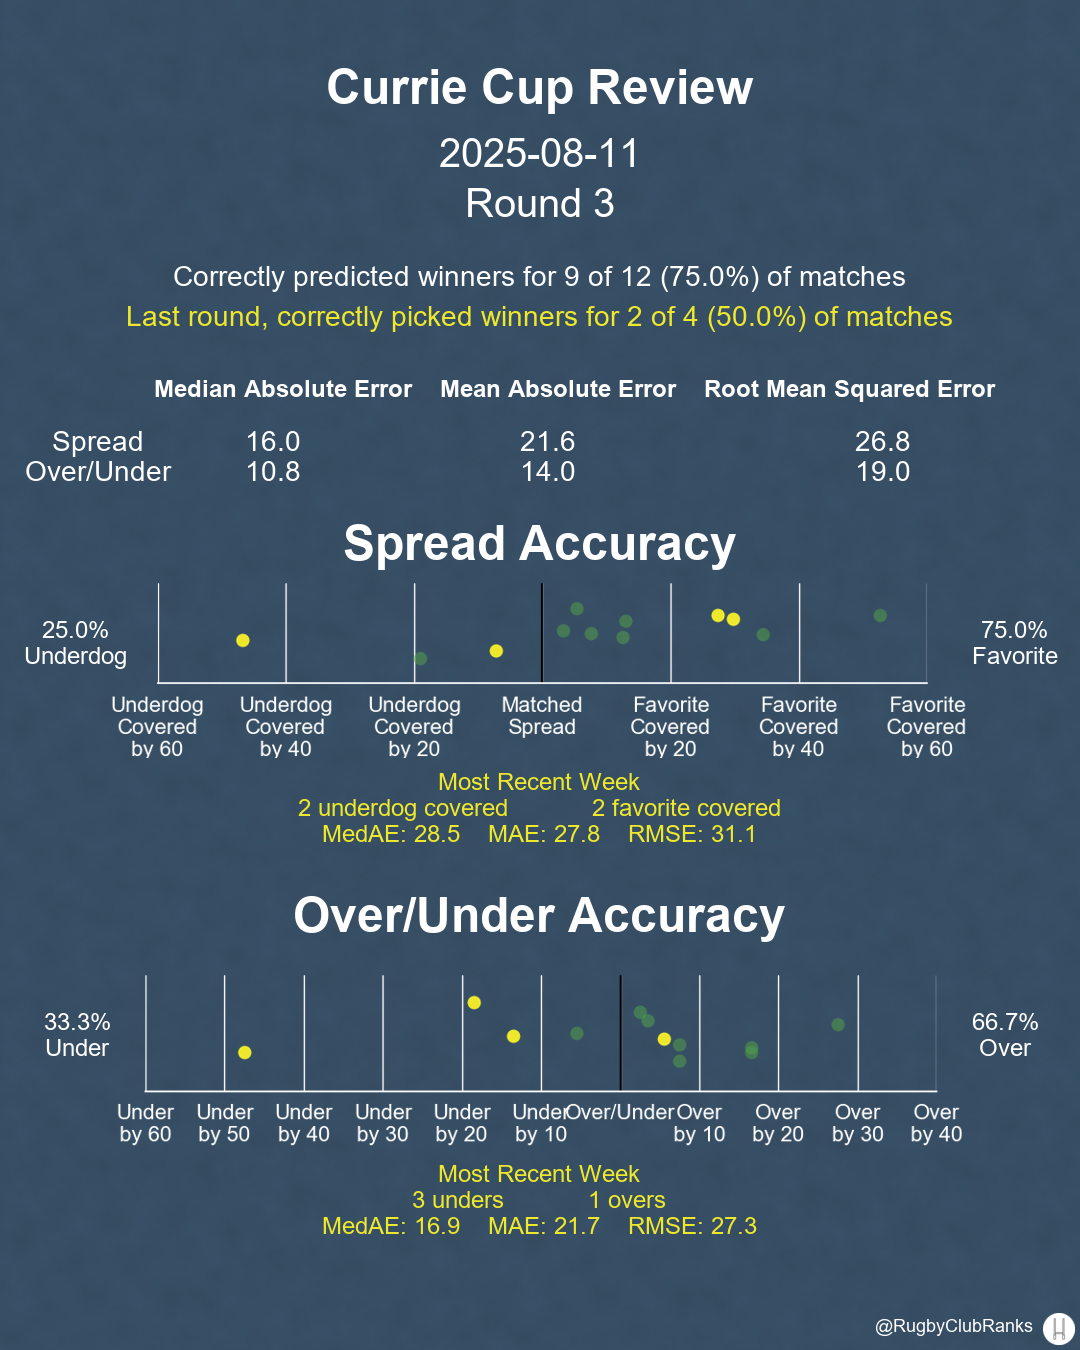 Currie Cup Review
2025-08-11
Round 3
Correctly predicted winners for 9 of 12 (75.0%) of matches
Last round, correctly picked winners for 2 of 4 (50.0%) of matches
Median Absolute Error Mean Absolute Error Root Mean Squared Error
Spread 16.0 21.6 26.8
Over/Under 10.8 14.0 19.0
Spread Accuracy
25.0%
Underdog
75.0%
Favorite
Underdog Covered by 60
Underdog Covered by 40
Underdog Covered by 20
Matched Spread
Favorite Covered by 20
Favorite Covered by 40
Favorite Covered by 60
Most Recent Week
2 underdog covered 2 favorite covered
MedAE: 28.5 MAE: 27.8 RMSE: 31.1
Over/Under Accuracy
33.3%
Under
66.7%
Over
Under by 60
Under by 50
Under by 40
Under by 30
Under by 20
Under by 10
Over/Under
Over by 10
Over by 20
Over by 30
Over by 40
Most Recent Week
3 unders 1 overs
MedAE: 16.9 MAE: 21.7 RMSE: 27.3
@RugbyClubRanks